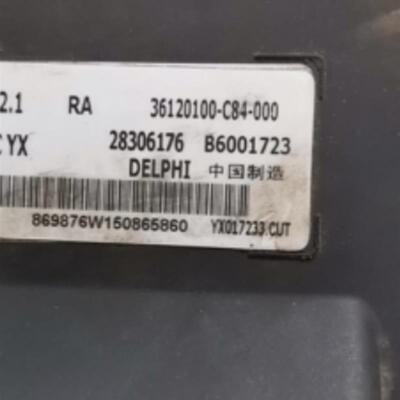 2.1 RA 36120100-C84-000
C YX 28306176 B6001723
DELPHI 中国制造
869876W150865860 YX017233.CUT